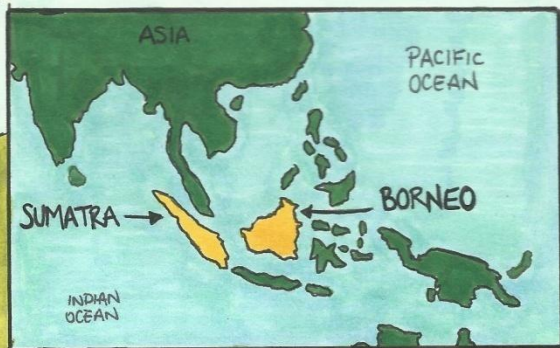 ASIA
PACIFIC
OCEAN
SUMATRA
BORNEO
INDIAN
OCEAN